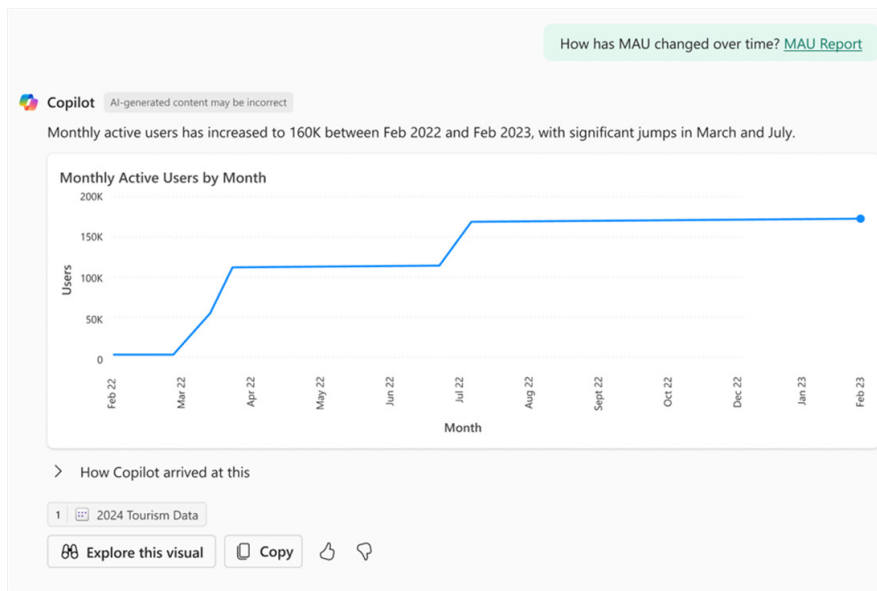 How has MAU changed over time? MAU Report
Copilot AI-generated content may be incorrect
Monthly active users has increased to 160K between Feb 2022 and Feb 2023, with significant jumps in March and July.
Monthly Active Users by Month
200K
150K
100K
50K
0
Users
Feb 22
Mar 22
Apr 22
May 22
Jun 22
Jul 22
Aug 22
Sept 22
Oct 22
Dec 22
Jan 23
Feb 23
Month
How Copilot arrived at this
1 2024 Tourism Data
Explore this visual Copy